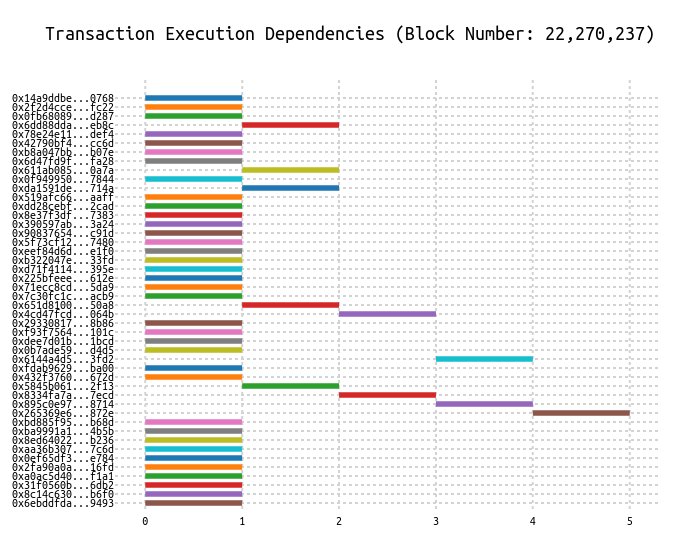 Transaction Execution Dependencies (Block Number: 22,270,237)
0x14a9ddbe...0768
0x2f2d4cce...fc22
0x0fb68089...d287
0x6dd88dda...eb8c
0x78e24e11...def4
0x42790bf4...cc6d
0xb8a047bb...b07e
0x6d47fd9f...fa28
0x611ab085...0a7a
0x0f949950...7844
0xda1591de...714a
0x519afc66...aaff
0xdd28cebf...2cad
0x8e37f3df...7383
0x390597ab...3a24
0x90837654...c91d
0x5f73cf12...7480
0xeef84d6d...e1f0
0xb322047e...33fd
0xd71f4114...395e
0x225bfeee...612e
0x71ecc8cd...5da9
0x7c30fc1c...acb9
0x651d8100...50a8
0x4cd47fcd...064b
0x29330817...8b86
0xf93f7564...101c
0xdee7d01b...1bcd
0x0b7ade59...d4d5
0x6144a4d5...3fd2
0xfdab9629...ba00
0x432f3760...672d
0x5845b061...2f13
0x8334fa7a...7ecd
0x895c0e97...8714
0x265369e6...872e
0xbd885f95...b68d
0xba9991a1...4b5b
0x8ed64022...b236
0xaa36b307...7c6d
0x0ef65df3...e784
0x2fa90a0a...16fd
0xa0ac5d40...f1a1
0x31f0560b...6db2
0x8c14c630...b6f0
0x6ebddfda...9493
0 1 2 3 4 5